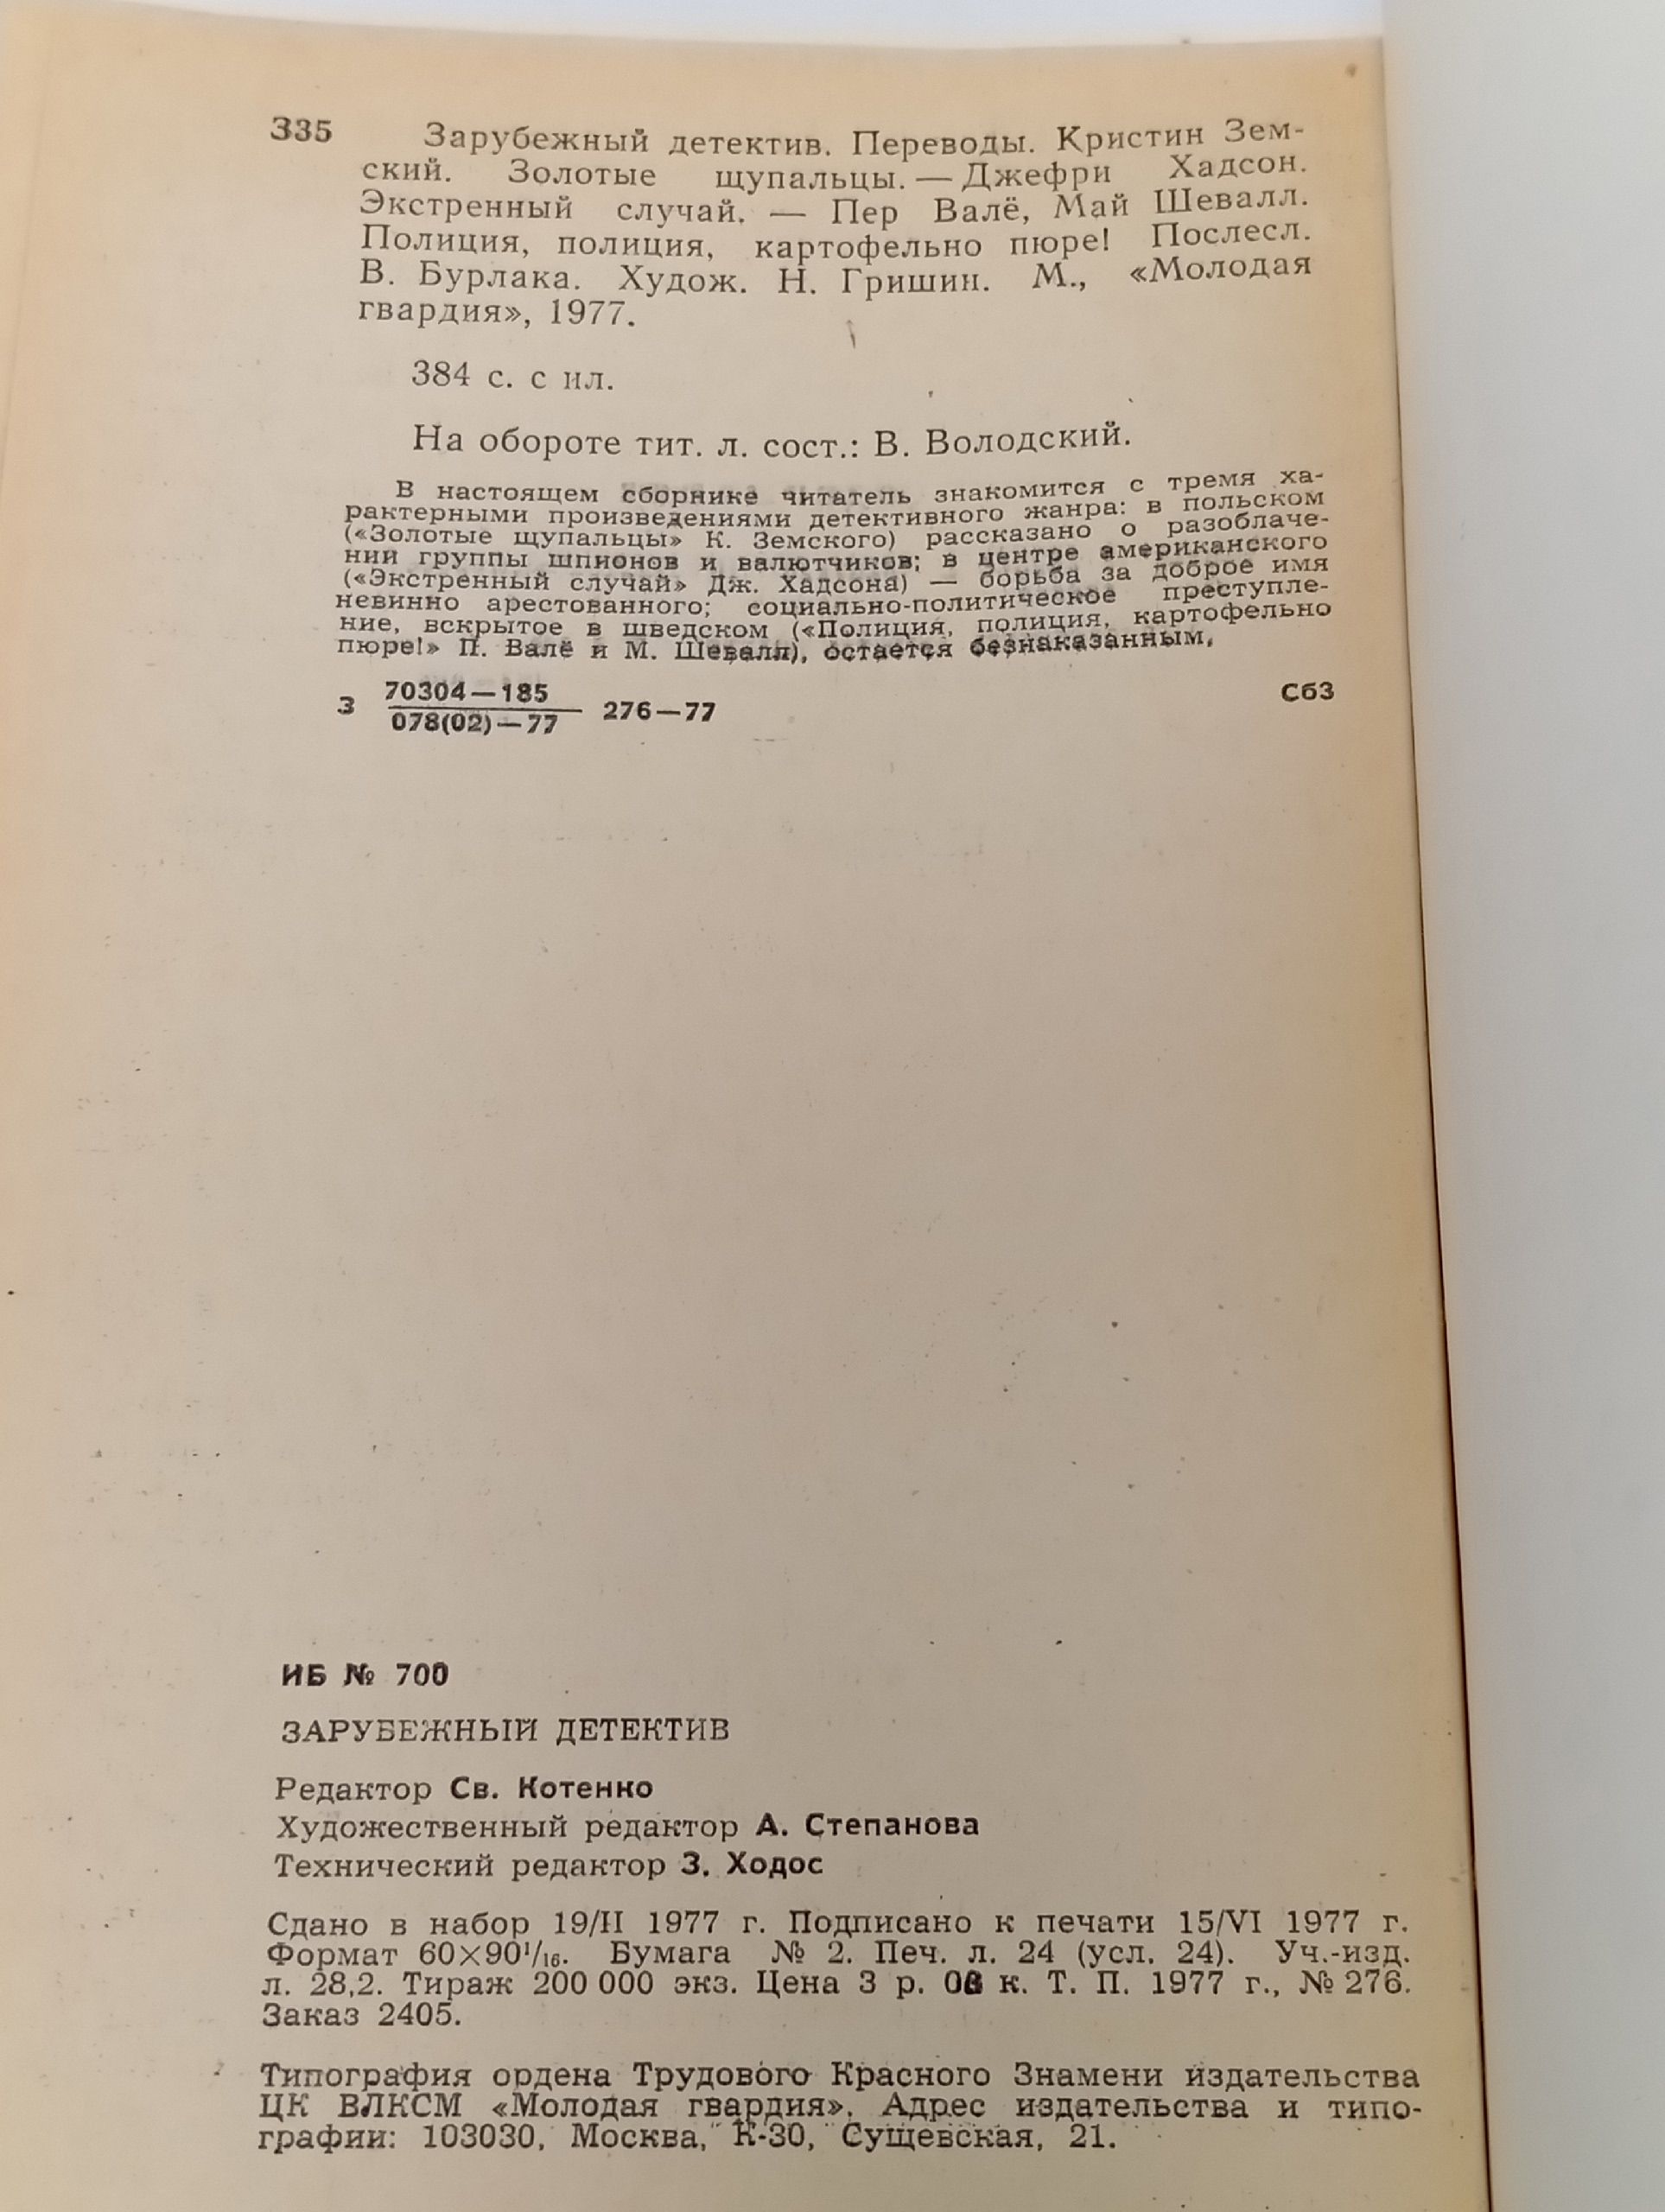 З35 Зарубежный детектив. Переводы. Кристин Зем-
ский. Золотые щупальцы. — Джефри Хадсон.
Экстренный случай. — Пер Валё, Май Шевалл.
Полиция, полиция, картофельно пюре! Послесл.
В. Бурлака. Худож. Н. Гришин. М., «Молодая
гвардия», 1977.
384 с. с ил.
На обороте тит. л. сост.: В. Володский.
В настоящем сборнике читатель знакомится с тремя ха-
рактерными произведениями детективного жанра: в польском
(«Золотые щупальцы» К. Земского) рассказано о разоблаче-
нии группы шпионов и валютчиков; в центре американского
(«Экстренный случай» Дж. Хадсона) — борьба за доброе имя
невинно арестованного; социально-политическое преступле-
ние, вскрытое в шведском («Полиция, полиция, картофельно
пюре!» П. Валё и М. Шевалл), остается безнаказанным.
З 70304—185
078(02)—77 276—77 Сб3
ИБ № 700
ЗАРУБЕЖНЫЙ ДЕТЕКТИВ
Редактор Св. Котенко
Художественный редактор А. Степанова
Технический редактор З. Ходос
Сдано в набор 19/II 1977 г. Подписано к печати 15/VI 1977 г.
Формат 60×90¹/₁₆. Бумага № 2. Печ. л. 24 (усл. 24). Уч.-изд.
л. 28,2. Тираж 200 000 экз. Цена 3 р. к. Т. П. 1977 г., № 276.
Заказ 2405.
Типография ордена Трудового Красного Знамени издательства
ЦК ВЛКСМ «Молодая гвардия». Адрес издательства и типо-
графии: 103030, Москва, К-30, Сущевская, 21.